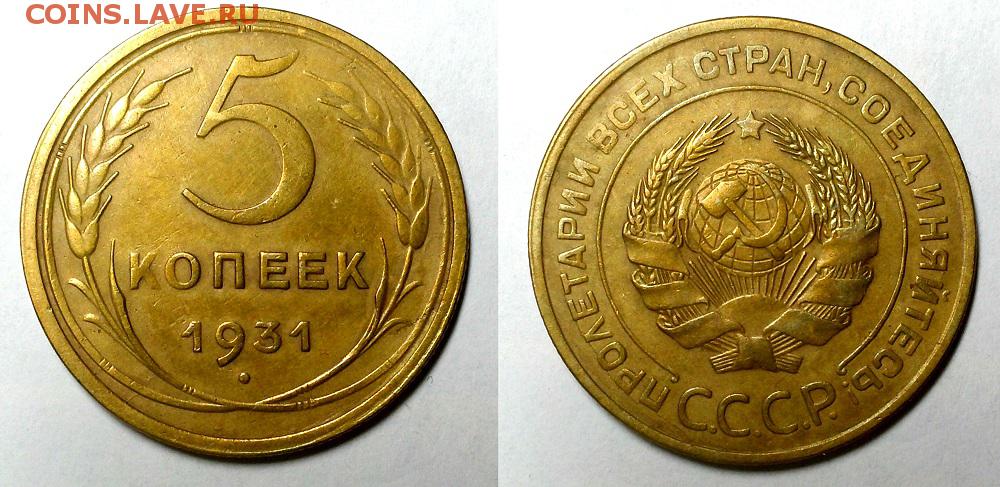 COINS.LAVE.RU
5
КОПЕЕК
1931
ПРОЛЕТАРИИ ВСЕХ СТРАН, СОЕДИНЯЙТЕСЬ!
С.С.С.Р.